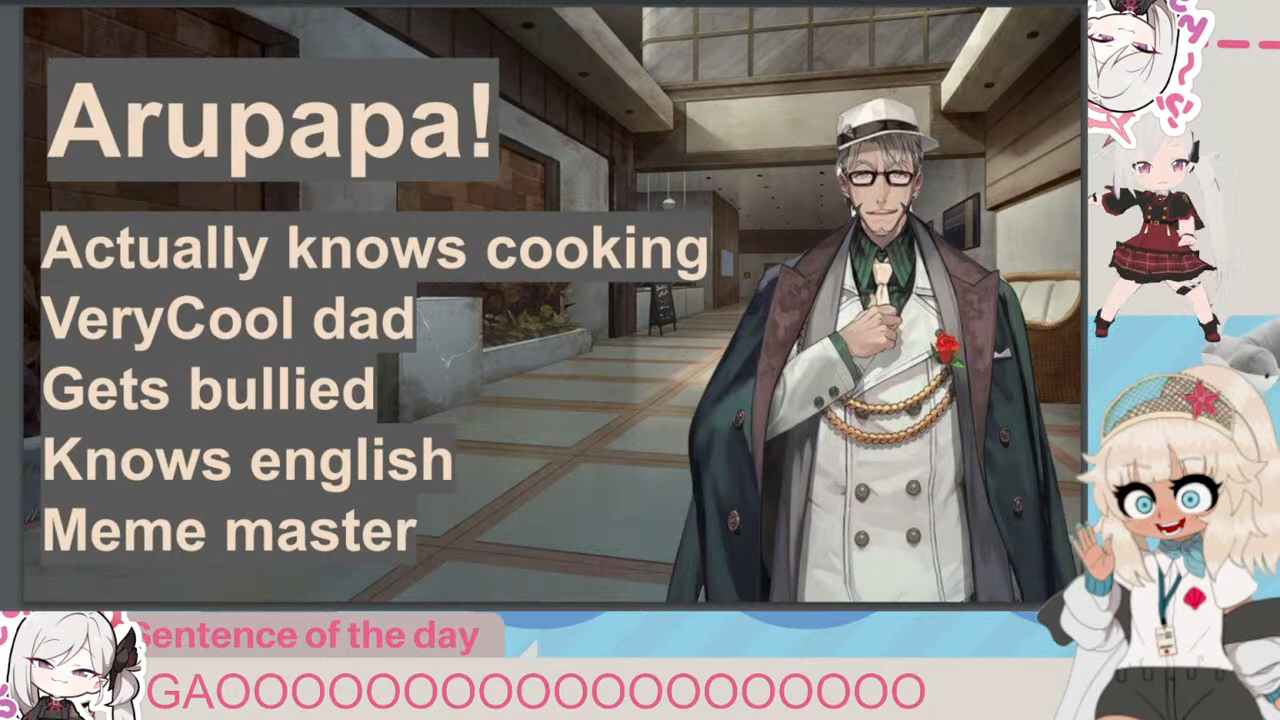 Arupapa!
Actually knows cooking
VeryCool dad
Gets bullied
Knows english
Meme master
Sentence of the day
GAOOOOOOOOOOOOOOOOOOOOO